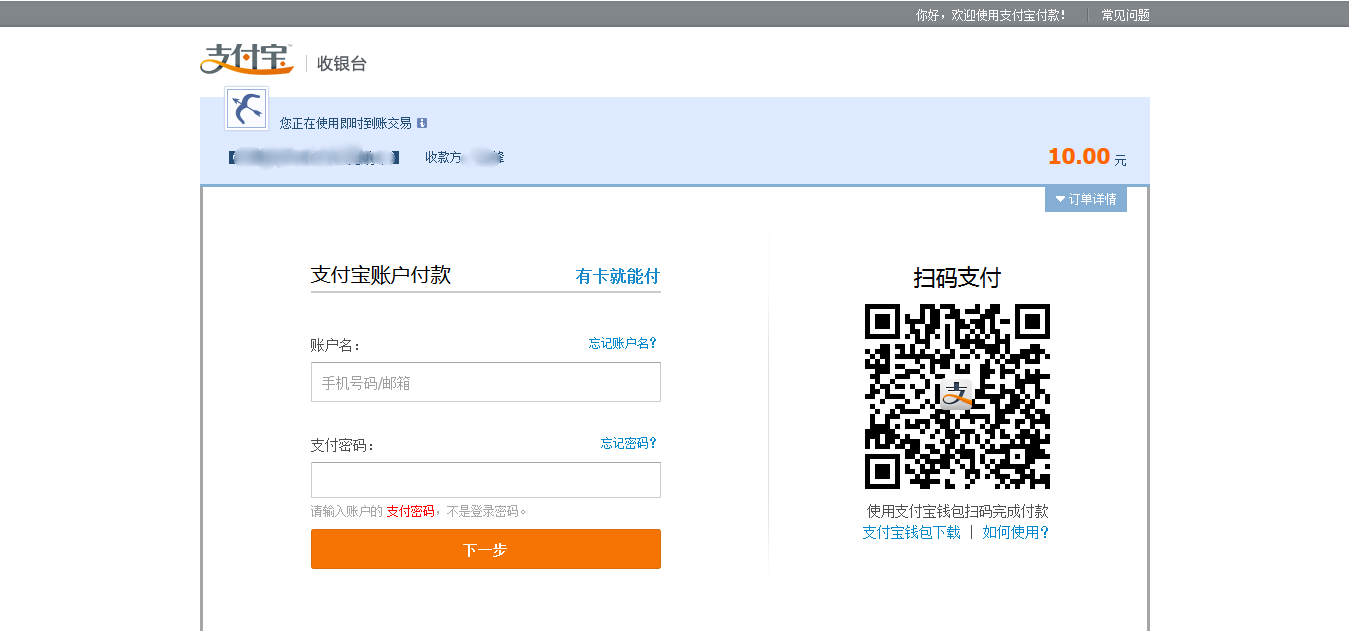 你好，欢迎使用支付宝付款！ 常见问题
支付宝 收银台
您正在使用即时到账交易
【 】 收款方 峰
10.00 元
订单详情
支付宝账户付款 有卡就能付
账户名： 忘记账户名?
手机号码/邮箱
支付密码： 忘记密码?
请输入账户的 支付密码，不是登录密码。
下一步
扫码支付
支
使用支付宝钱包扫码完成付款
支付宝钱包下载 | 如何使用?